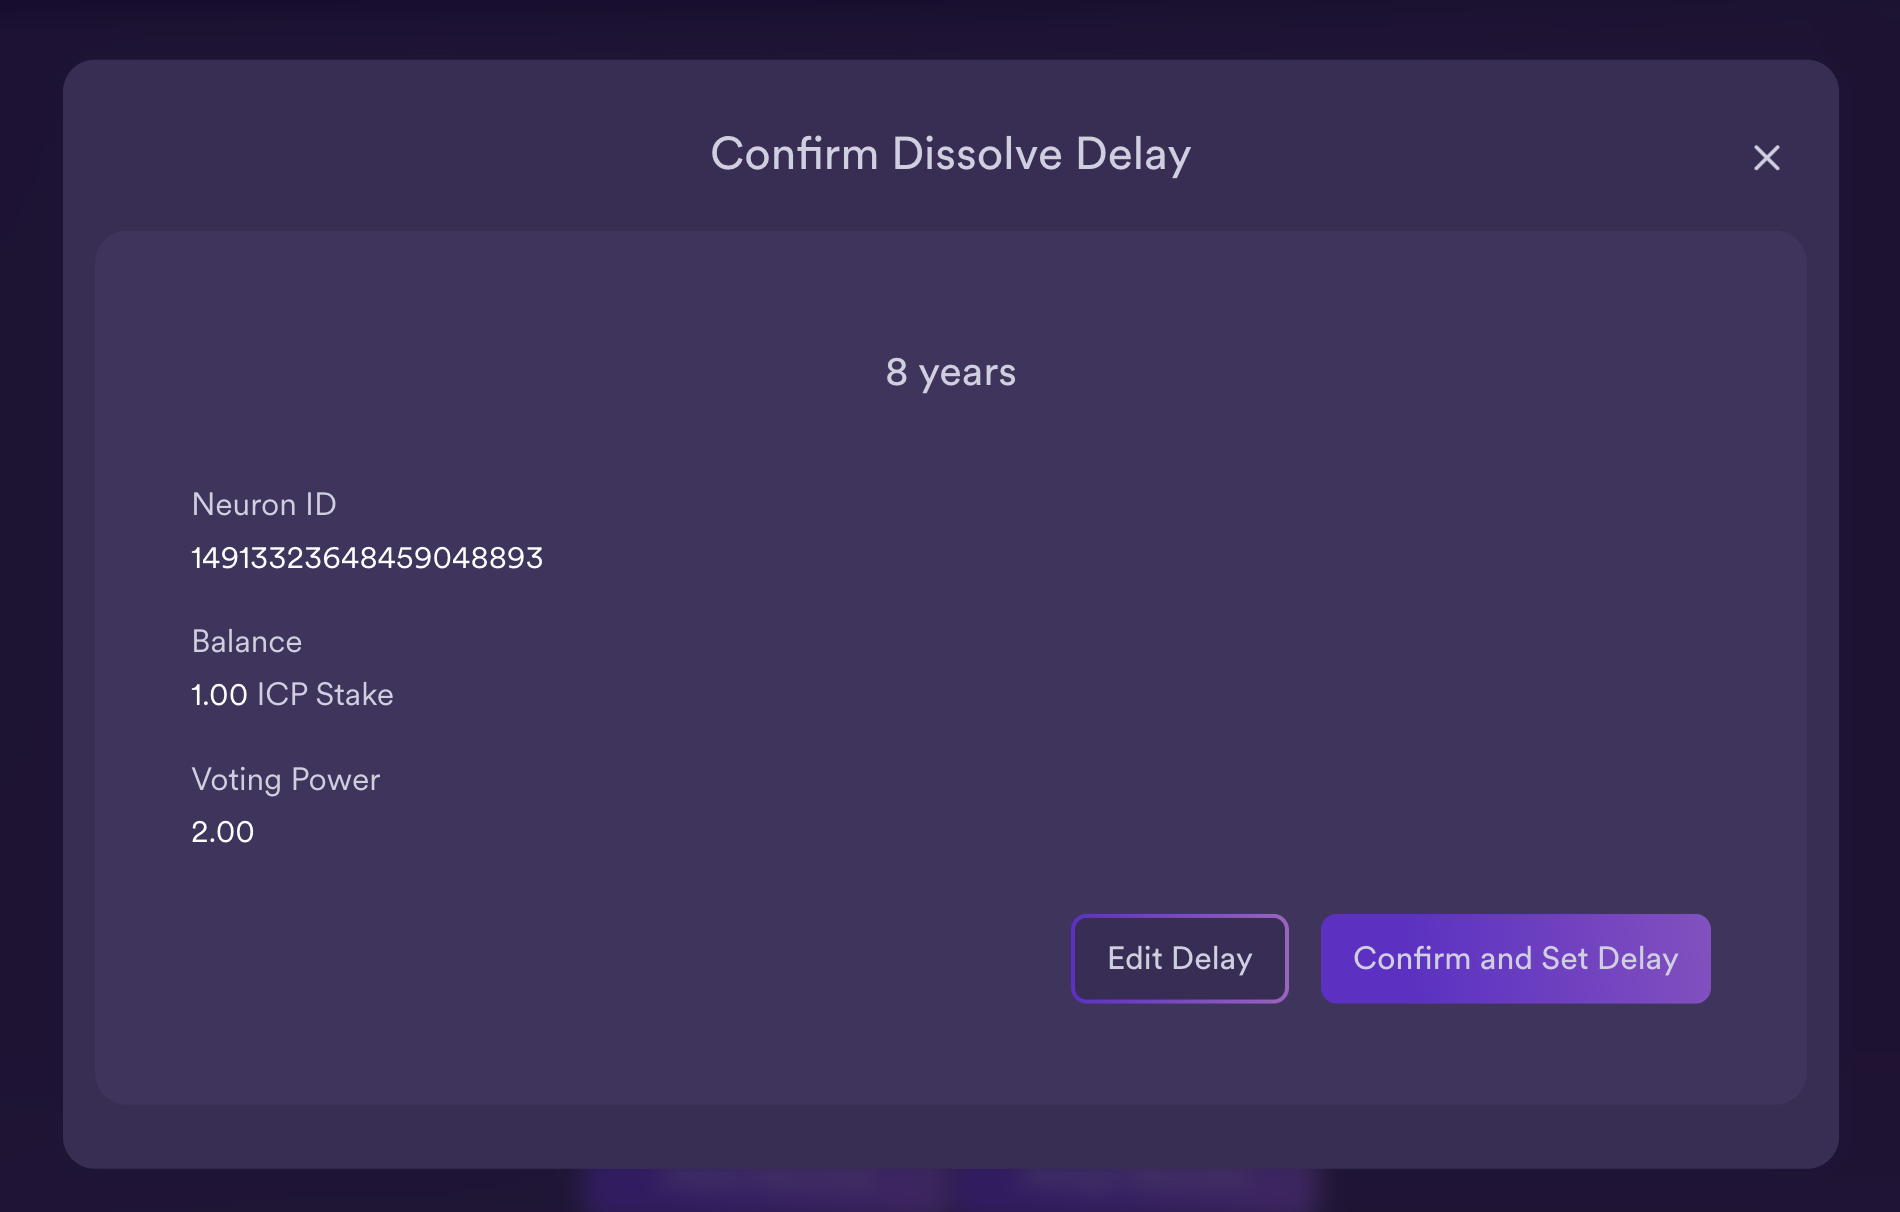 Confirm Dissolve Delay
8 years
Neuron ID
14913323648459048893
Balance
1.00 ICP Stake
Voting Power
2.00
Edit Delay
Confirm and Set Delay